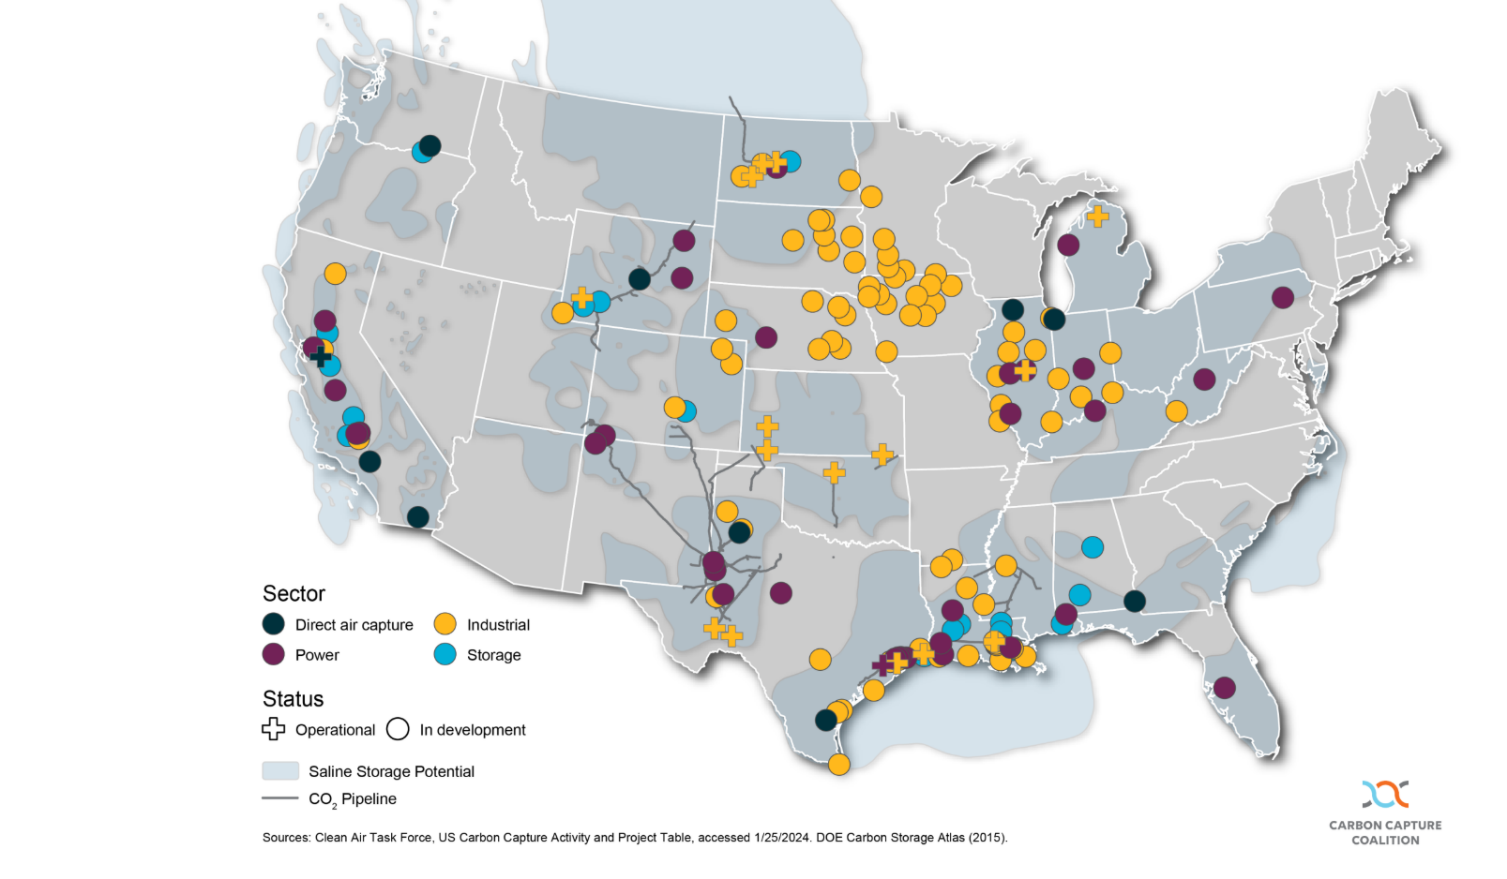 Sector
Direct air capture
Industrial
Power
Storage
Status
Operational
In development
Saline Storage Potential
CO2 Pipeline
Sources: Clean Air Task Force, US Carbon Capture Activity and Project Table, accessed 1/25/2024. DOE Carbon Storage Atlas (2015).
CARBON CAPTURE
COALITION